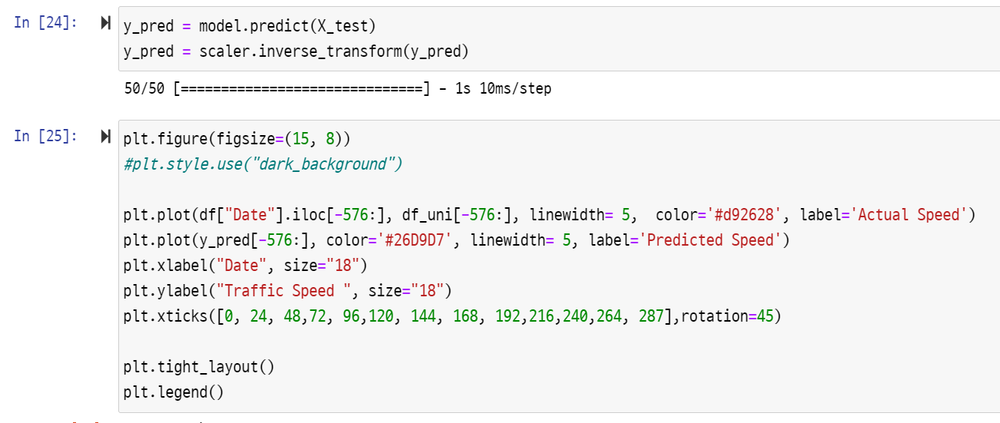 In [24]:
y_pred = model.predict(X_test)
y_pred = scaler.inverse_transform(y_pred)
50/50 [==============================] - 1s 10ms/step
In [25]:
plt.figure(figsize=(15, 8))
#plt.style.use("dark_background")
plt.plot(df["Date"].iloc[-576:], df_uni[-576:], linewidth= 5,  color='#d92628', label='Actual Speed')
plt.plot(y_pred[-576:], color='#26D9D7', linewidth= 5, label='Predicted Speed')
plt.xlabel("Date", size="18")
plt.ylabel("Traffic Speed ", size="18")
plt.xticks([0, 24, 48,72, 96,120, 144, 168, 192,216,240,264, 287],rotation=45)
plt.tight_layout()
plt.legend()